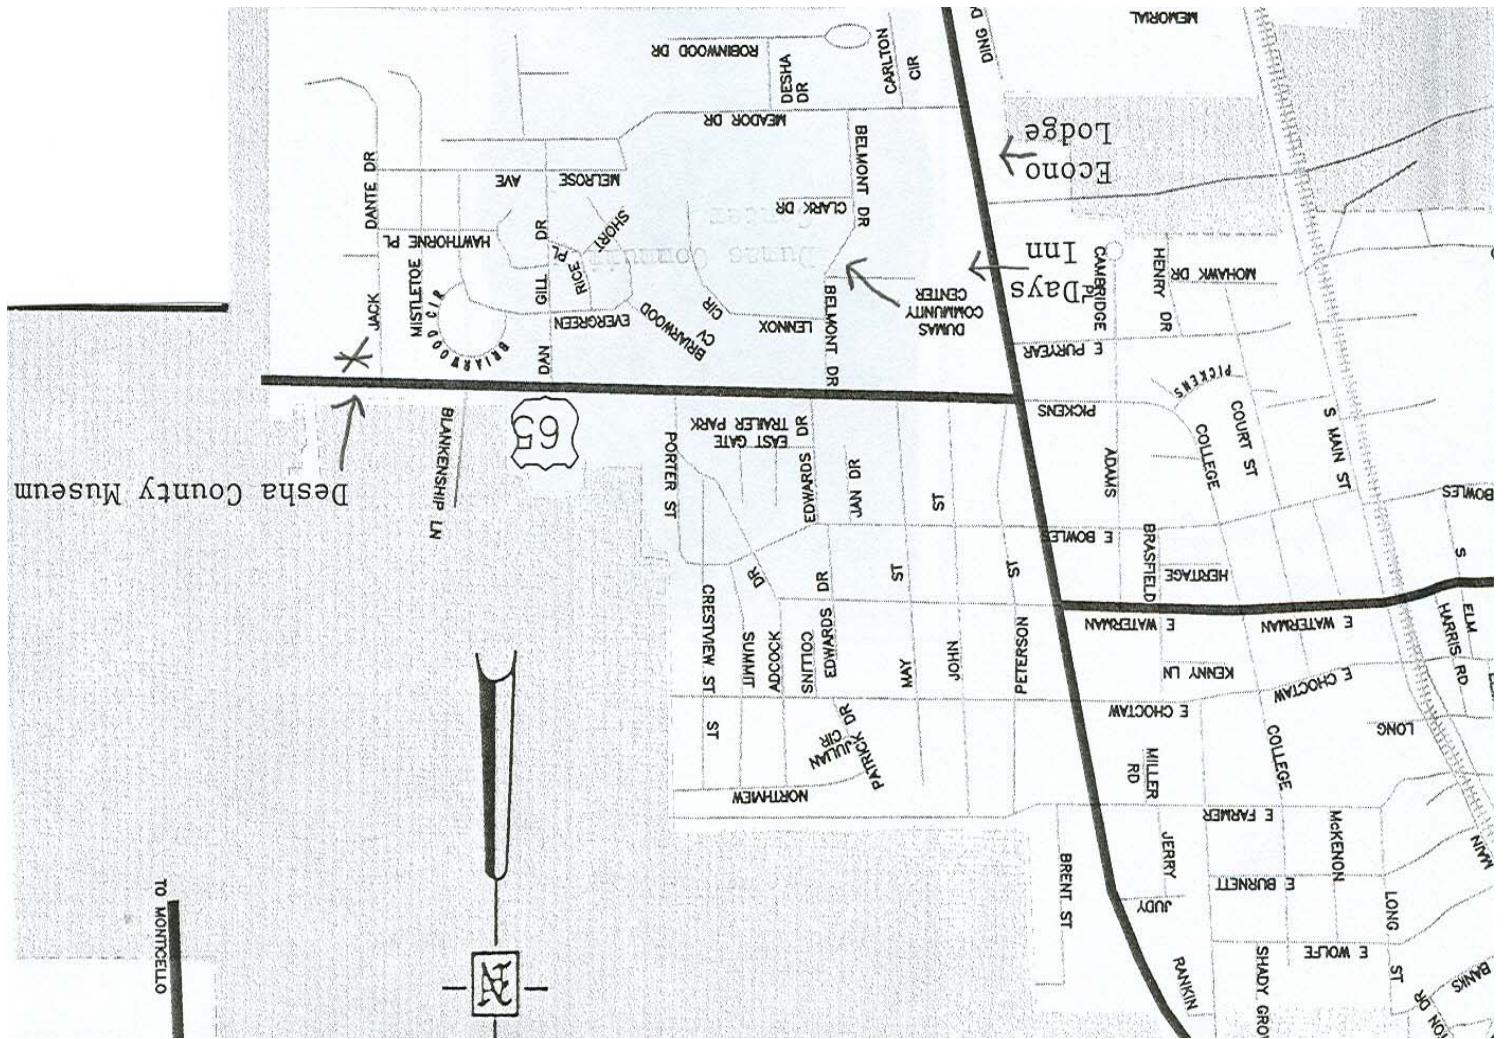 MEMORIAL
ROBINWOOD DR
DESHA
DR
CARLTON
CIR
MEADOR DR
BELMONT DR
Econo
Lodge
DANTE DR
MELROSE
AVE
CLARK DR
SHORT
HAWTHORNE PL
MISTLETOE
RICE PL
GILL
DR
DAN
JACK
BRIARWOOD CIR
EVERGREEN
BRIARWOOD
CV
LENNOX
CIR
BELMONT DR
DUMAS
COMMUNITY
CENTER
Dumas Community
Center
Days
Inn
CAMBRIDGE
PL
HENRY DR
MOHAWK DR
E PURYEAR
PICKENS
PICKENS
COURT ST
COLLEGE
S MAIN ST
ADAMS
65
EAST GATE
TRAILER PARK
BLANKENSHIP LN
PORTER ST
EDWARDS DR
JAN DR
ST
Desha County Museum
E BOWLES
BOWLES
BRASFIELD
HERITAGE
S
ELM
HARRIS RD
E WATERMAN
E WATERMAN
CRESTVIEW ST
SUMMIT
DR
ADCOCK
COLLINS
EDWARDS DR
MAY
ST
JOHN
PETERSON
ST
KENNY LN
E CHOCTAW
E CHOCTAW
LONG
ST
JULIAN
CIR
PATRICK DR
NORTHVIEW
MILLER
RD
COLLEGE
E FARMER
McKENON
MAIN
BRENT ST
JERRY
E BURNETT
JUDY
LONG
ST
E WOLFE
RANKIN
SHADY GRO
BANKS
TO MONTICELLO